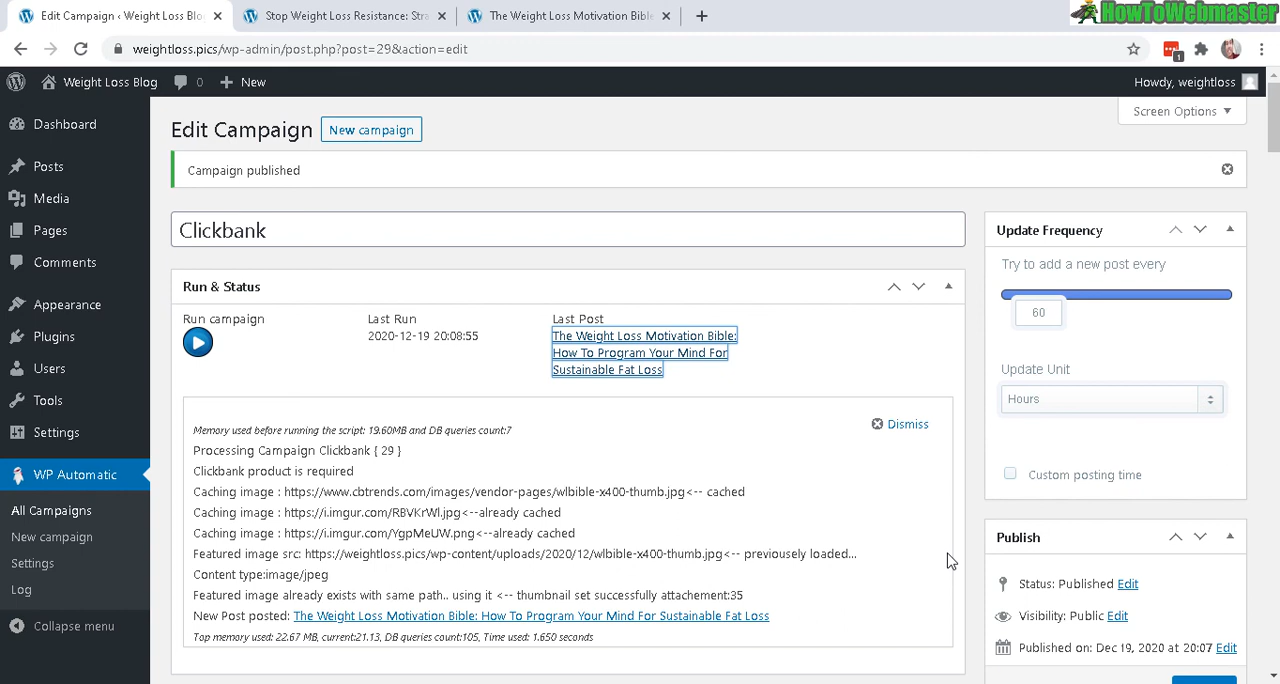 Edit Campaign ‹ Weight Loss Blo
Stop Weight Loss Resistance: Stra
The Weight Loss Motivation Bible
HowToWebmaster
weightloss.pics/wp-admin/post.php?post=29&action=edit
1
Weight Loss Blog
0
New
Howdy, weightloss
Screen Options
Dashboard
Posts
Media
Pages
Comments
Appearance
Plugins
Users
Tools
Settings
WP Automatic
All Campaigns
New campaign
Settings
Log
Collapse menu
Edit Campaign
New campaign
Campaign published
Clickbank
Run & Status
Run campaign
Last Run
2020-12-19 20:08:55
Last Post
The Weight Loss Motivation Bible:
How To Program Your Mind For
Sustainable Fat Loss
Dismiss
Memory used before running the script: 19.60MB and DB queries count:7
Processing Campaign Clickbank { 29 }
Clickbank product is required
Caching image : https://www.cbtrends.com/images/vendor-pages/wlbible-x400-thumb.jpg<-- cached
Caching image : https://i.imgur.com/RBVKrWl.jpg<--already cached
Caching image : https://i.imgur.com/YgpMeUW.png<--already cached
Featured image src: https://weightloss.pics/wp-content/uploads/2020/12/wlbible-x400-thumb.jpg<-- previousely loaded...
Content type:image/jpeg
Featured image already exists with same path.. using it <-- thumbnail set successfully attachement:35
New Post posted: The Weight Loss Motivation Bible: How To Program Your Mind For Sustainable Fat Loss
Tap memory used: 22.67 MB, current:21.13, DB queries count:105, Time used: 1.650 seconds
Update Frequency
Try to add a new post every
60
Update Unit
Hours
Custom posting time
Publish
Status: Published Edit
Visibility: Public Edit
Published on: Dec 19, 2020 at 20:07 Edit